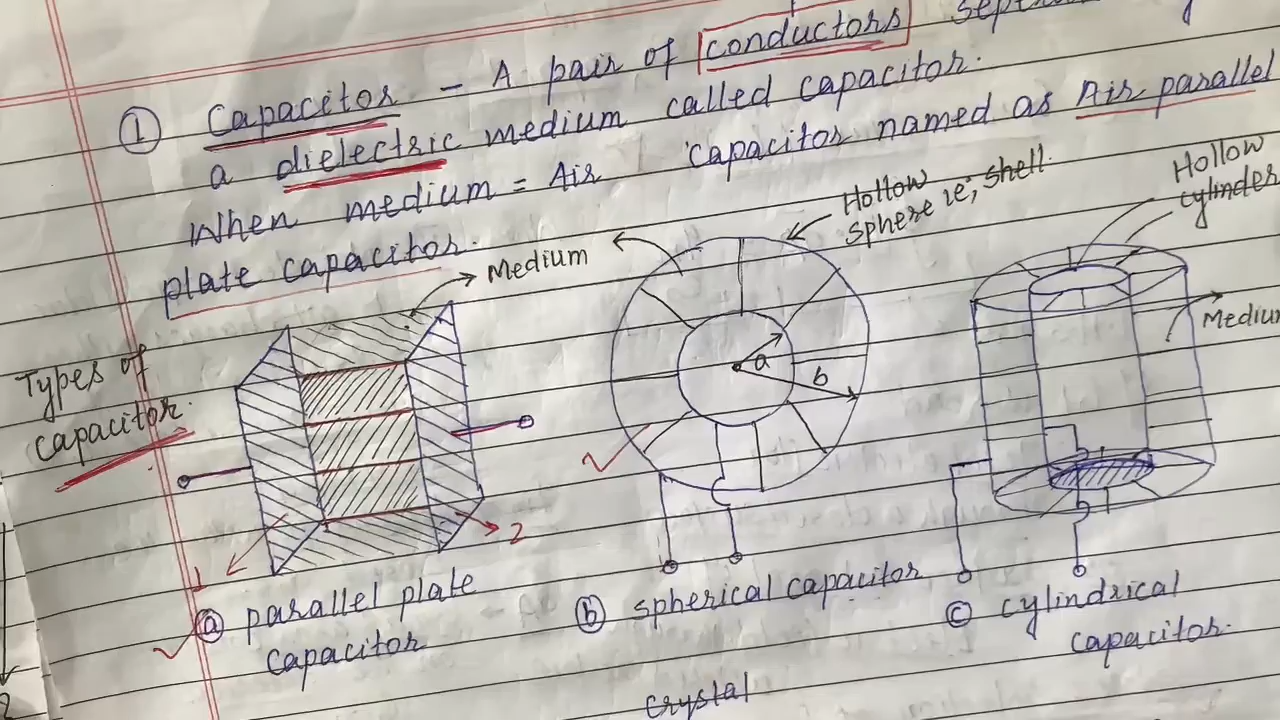 ① Capacitor – A pair of conductors
a dielectric medium called capacitor.
When medium = Air capacitor named as Air parallel
plate capacitor.
Types of
capacitor.
Medium
Hollow
sphere ie; shell.
Hollow
cylinder
a
b
Medium
1
2
ⓐ parallel plate
capacitor
ⓑ spherical capacitor
ⓒ cylindrical
capacitor.
crystal